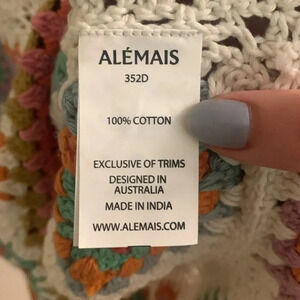 ALÉMAIS
352D
100% COTTON
EXCLUSIVE OF TRIMS
DESIGNED IN
AUSTRALIA
MADE IN INDIA
WWW.ALEMAIS.COM